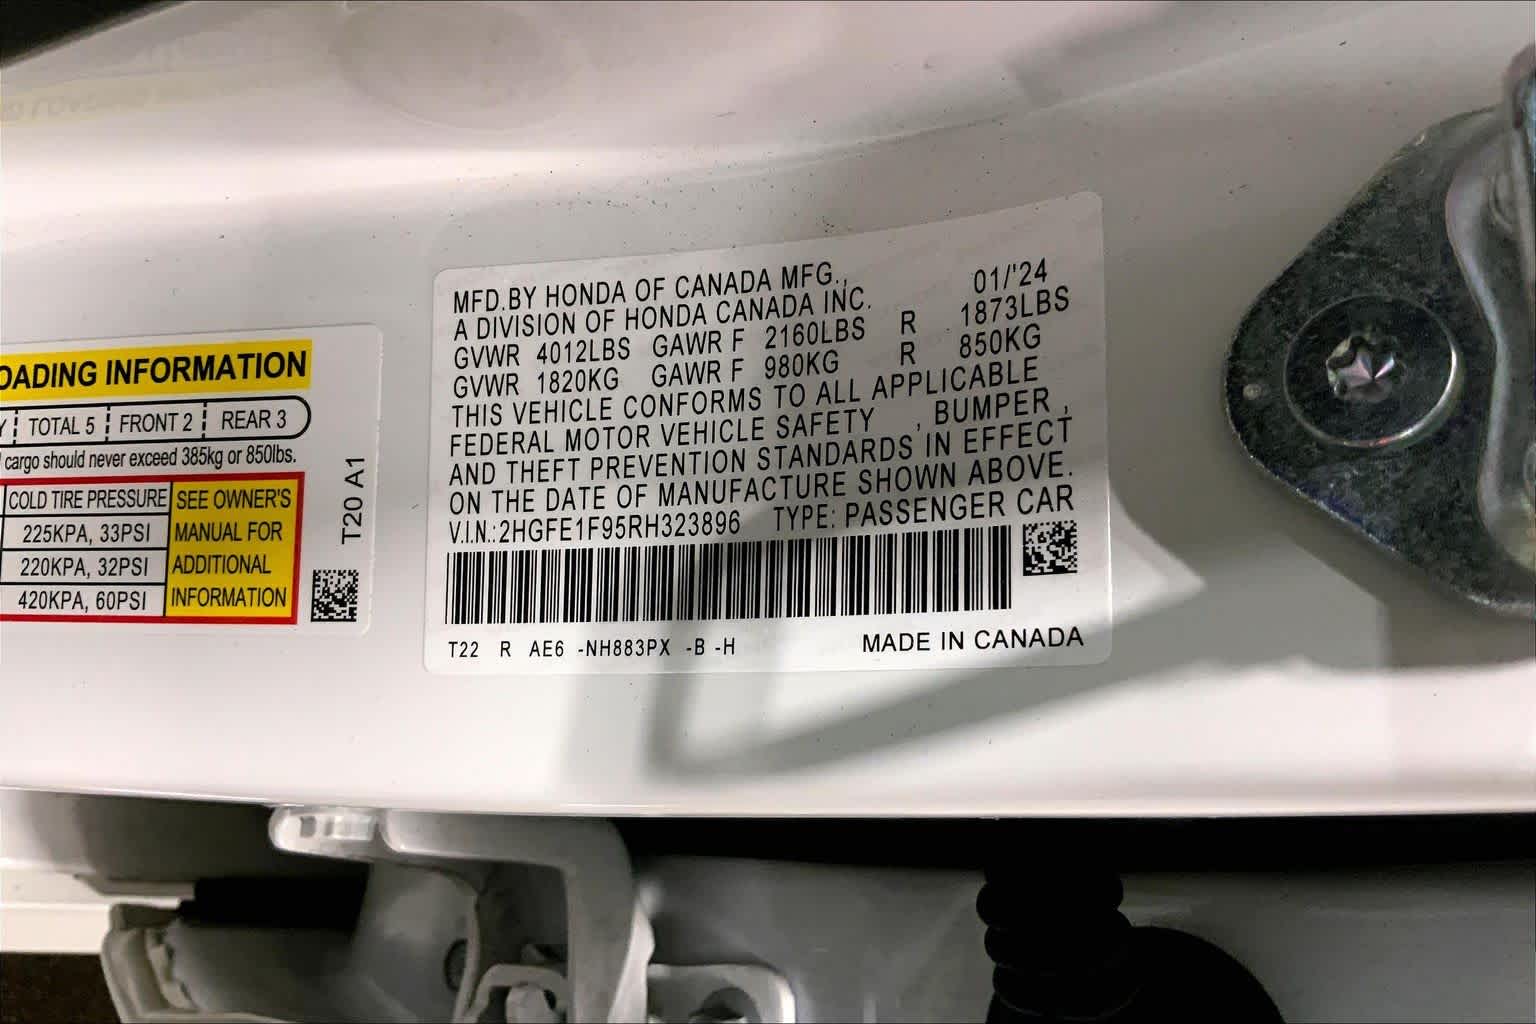 OADING INFORMATION
Y TOTAL 5 FRONT 2 REAR 3
cargo should never exceed 385kg or 850lbs.
COLD TIRE PRESSURE
225KPA, 33PSI
220KPA, 32PSI
420KPA, 60PSI
SEE OWNER'S
MANUAL FOR
ADDITIONAL
INFORMATION
T20 A1
MFD.BY HONDA OF CANADA MFG., 01/'24
A DIVISION OF HONDA CANADA INC.
GVWR 4012LBS GAWR F 2160LBS R 1873LBS
GVWR 1820KG GAWR F 980KG R 850KG
THIS VEHICLE CONFORMS TO ALL APPLICABLE
FEDERAL MOTOR VEHICLE SAFETY , BUMPER ,
AND THEFT PREVENTION STANDARDS IN EFFECT
ON THE DATE OF MANUFACTURE SHOWN ABOVE.
V.I.N.:2HGFE1F95RH323896 TYPE: PASSENGER CAR
T22 R AE6 -NH883PX -B -H MADE IN CANADA